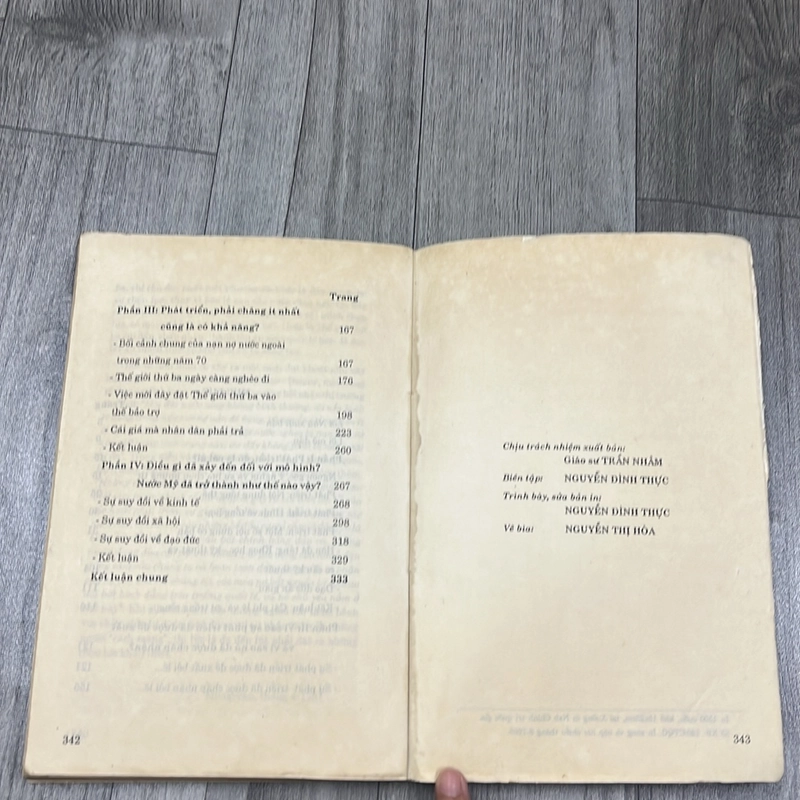 Trang
Phần III: Phát triển, phải chăng ít nhất
cũng là có khả năng? 167
- Bối cảnh chung của nạn nợ nước ngoài
trong những năm 70 167
- Thế giới thứ ba ngày càng nghèo đi 176
- Việc mới đây đặt Thế giới thứ ba vào
thế bảo trợ 198
- Cái giá mà nhân dân phải trả 223
- Kết luận 260
Phần IV: Điều gì đã xảy đến đối với mô hình?
Nước Mỹ đã trở thành như thế nào vậy? 267
- Sự suy đồi về kinh tế 268
- Sự suy đồi xã hội 298
- Sự suy đồi về đạo đức 318
- Kết luận 329
Kết luận chung 333
342
Chịu trách nhiệm xuất bản:
Giáo sư TRẦN NHÂM
Biên tập: NGUYỄN ĐÌNH THỰC
Trình bày, sửa bản in:
NGUYỄN ĐÌNH THỰC
Vẽ bìa: NGUYỄN THỊ HÒA
343